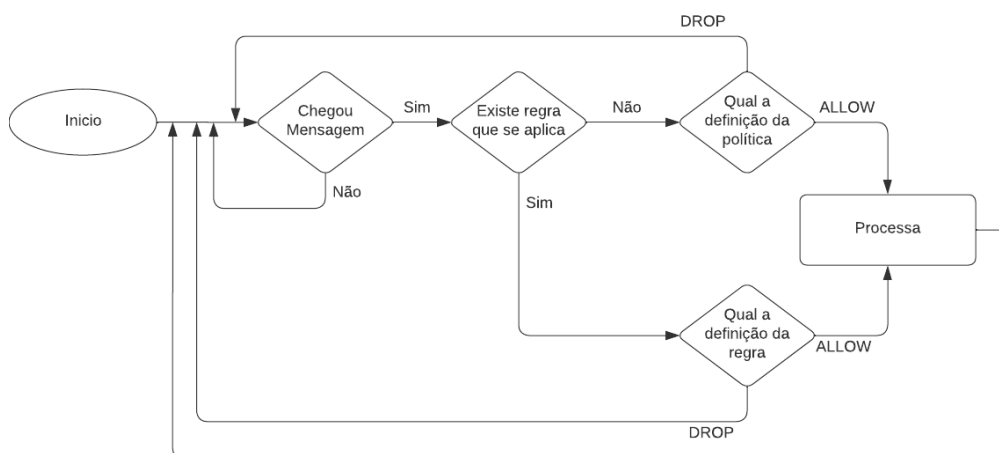 DROP
Inicio
Chegou
Mensagem
Sim
Existe regra
que se aplica
Não
Qual a
definição da
política
ALLOW
Não
Sim
Processa
Qual a
definição da
regra
ALLOW
DROP